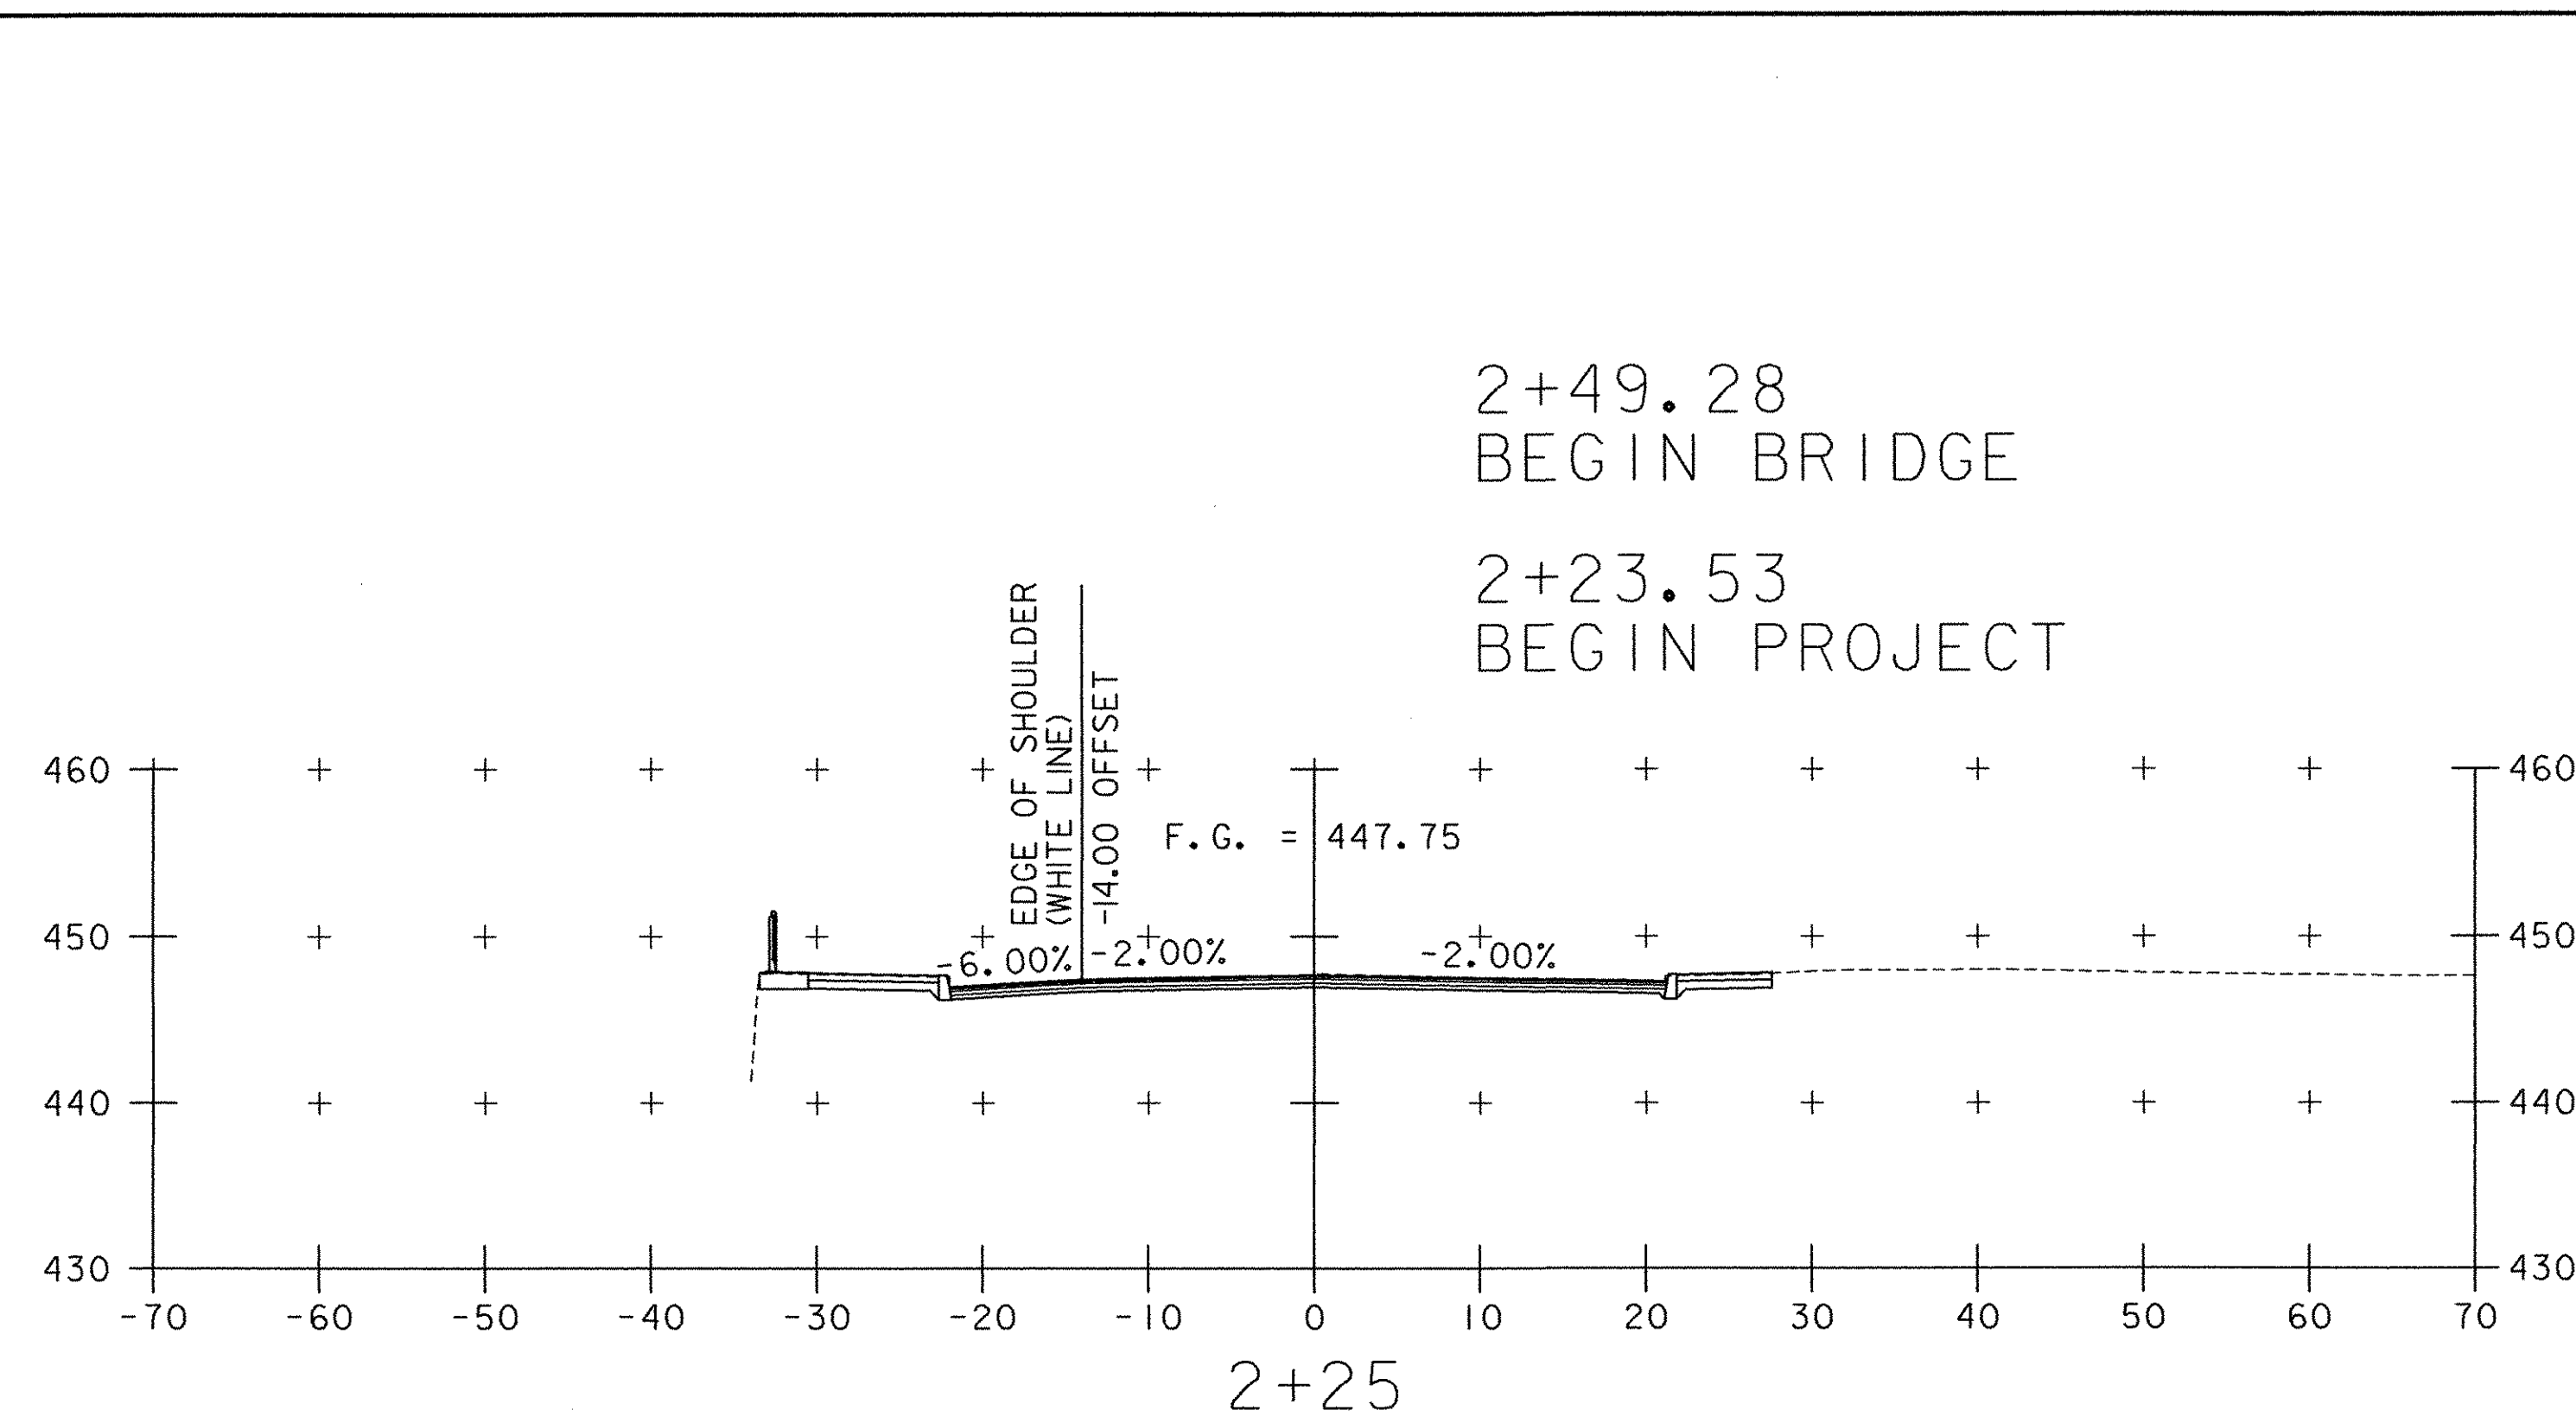 2+49.28
BEGIN BRIDGE
2+23.53
BEGIN PROJECT
EDGE OF SHOULDER
(WHITE LINE)
-14.00 OFFSET
460
460
F.G. = 447.75
450
450
-6.00%
-2.00%
-2.00%
440
440
430
430
-70 -60 -50 -40 -30 -20 -10 0 10 20 30 40 50 60 70
2+25